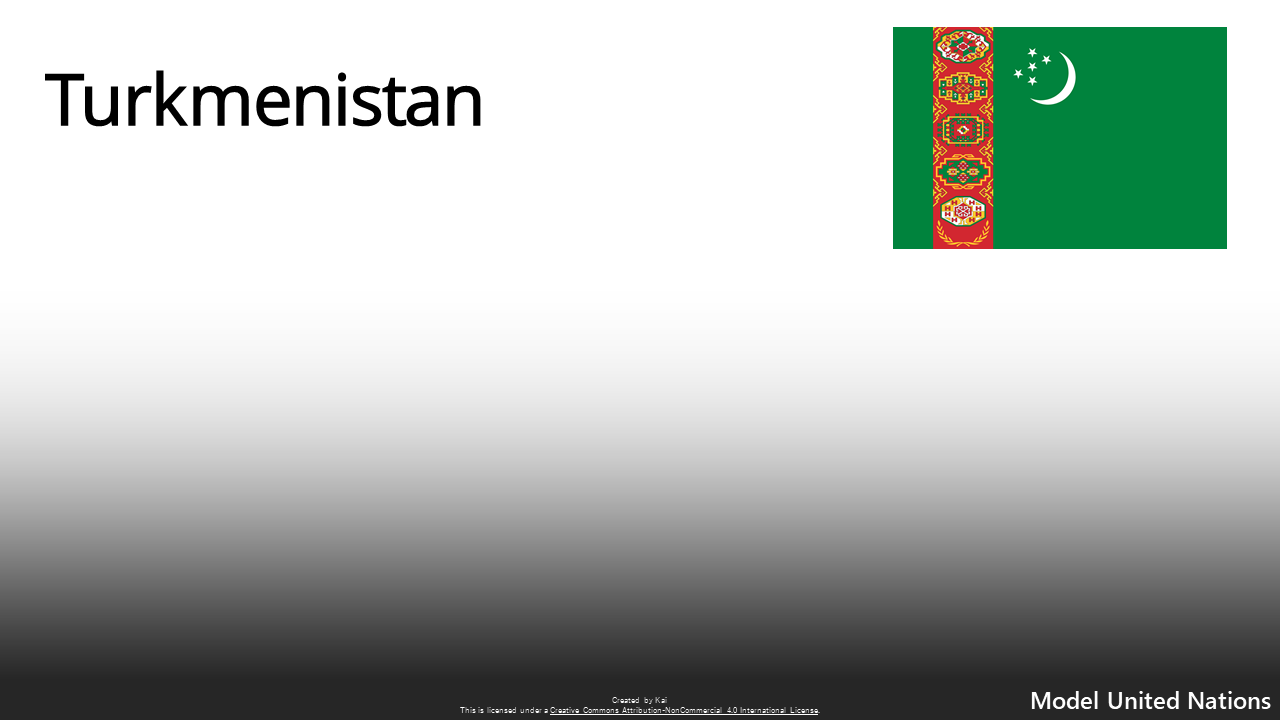 Turkmenistan
Created by Kai
This is licensed under a Creative Commons Attribution-NonCommercial 4.0 International License.
Model United Nations